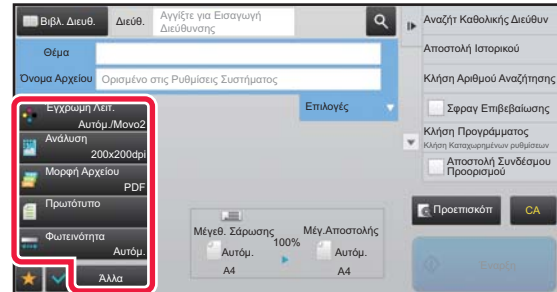 Βιβλ. Διευθ.
Διεύθ.
Αγγίξτε για Εισαγωγή
Διεύθυνσης
Θέμα
Όνομα Αρχείου
Ορισμένο στις Ρυθμίσεις Συστήματος
Επιλογές
Έγχρωμη Λειτ.
Αυτόμ./Μονο2
Ανάλυση
200x200dpi
Μορφή Αρχείου
PDF
Πρωτότυπο
Φωτεινότητα
Αυτόμ.
Άλλα
Μέγεθ. Σάρωσης
100%
Μέγ.Αποστολής
Αυτόμ.
Αυτόμ.
A4
A4
Αναζήτ Καθολικής Διεύθυν
Αποστολή Ιστορικού
Κλήση Αριθμού Αναζήτησης
Σφραγ Επιβεβαίωσης
Κλήση Προγράμματος
Κλήση Καταχωρημένων ρυθμίσεων
Αποστολή Συνδέσμου
Προορισμού
Προεπισκόπ
CA
Έναρξη